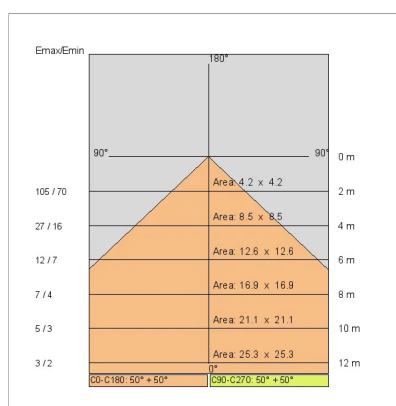 Emax/Emin
180°
90° 90° 0 m
105 / 70 Area: 4.2 x 4.2 2 m
27 / 16 Area: 8.5 x 8.5 4 m
12 / 7 Area: 12.6 x 12.6 6 m
7 / 4 Area: 16.9 x 16.9 8 m
5 / 3 Area: 21.1 x 21.1 10 m
3 / 2 Area: 25.3 x 25.3 12 m
0°
C0-C180: 50° + 50° C90-C270: 50° + 50°